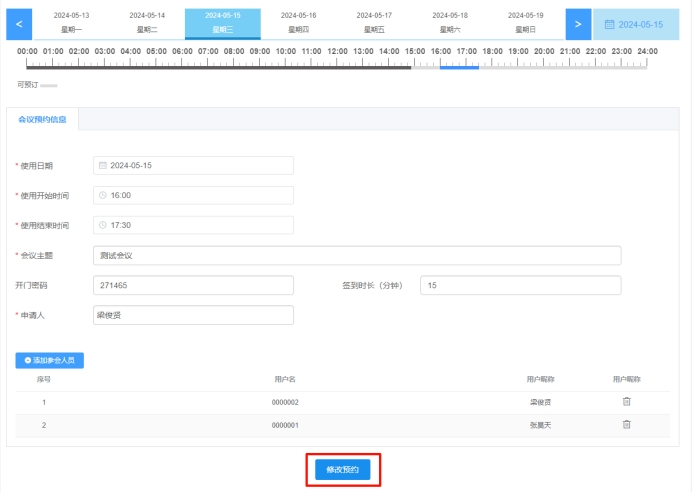 < 2024-05-13 2024-05-14 2024-05-15 2024-05-16 2024-05-17 2024-05-18 2024-05-19 > 2024-05-15
星期一 星期二 星期三 星期四 星期五 星期六 星期日
00:00 01:00 02:00 03:00 04:00 05:00 06:00 07:00 08:00 09:00 10:00 11:00 12:00 13:00 14:00 15:00 16:00 17:00 18:00 19:00 20:00 21:00 22:00 23:00 24:00
可预订
会议预约信息
* 使用日期 2024-05-15
* 使用开始时间 16:00
* 使用结束时间 17:30
* 会议主题 测试会议
开门密码 271465 签到时长（分钟） 15
* 申请人 梁俊贤
添加参会人员
序号 用户名 用户昵称 用户昵称
1 0000002 梁俊贤
2 0000001 张昊天
修改预约